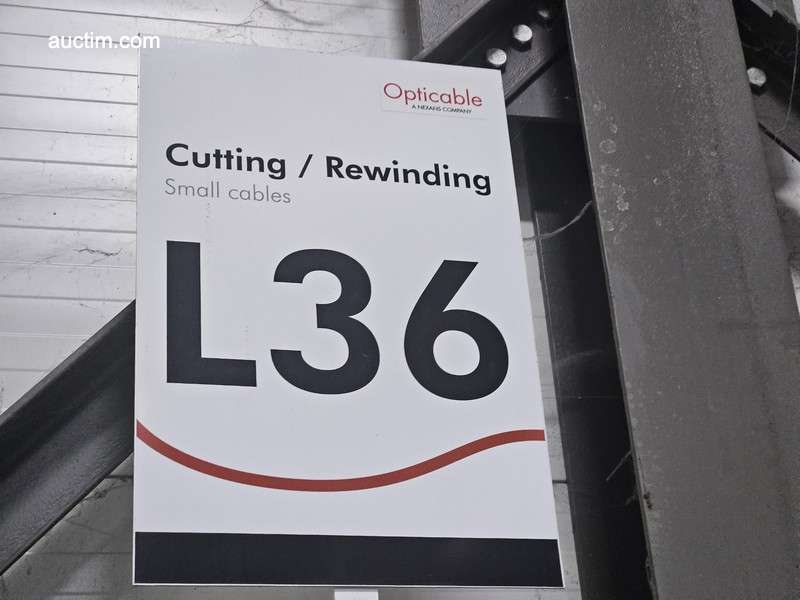 auctim.com
Opticable
A NEXANS COMPANY
Cutting / Rewinding
Small cables
L36